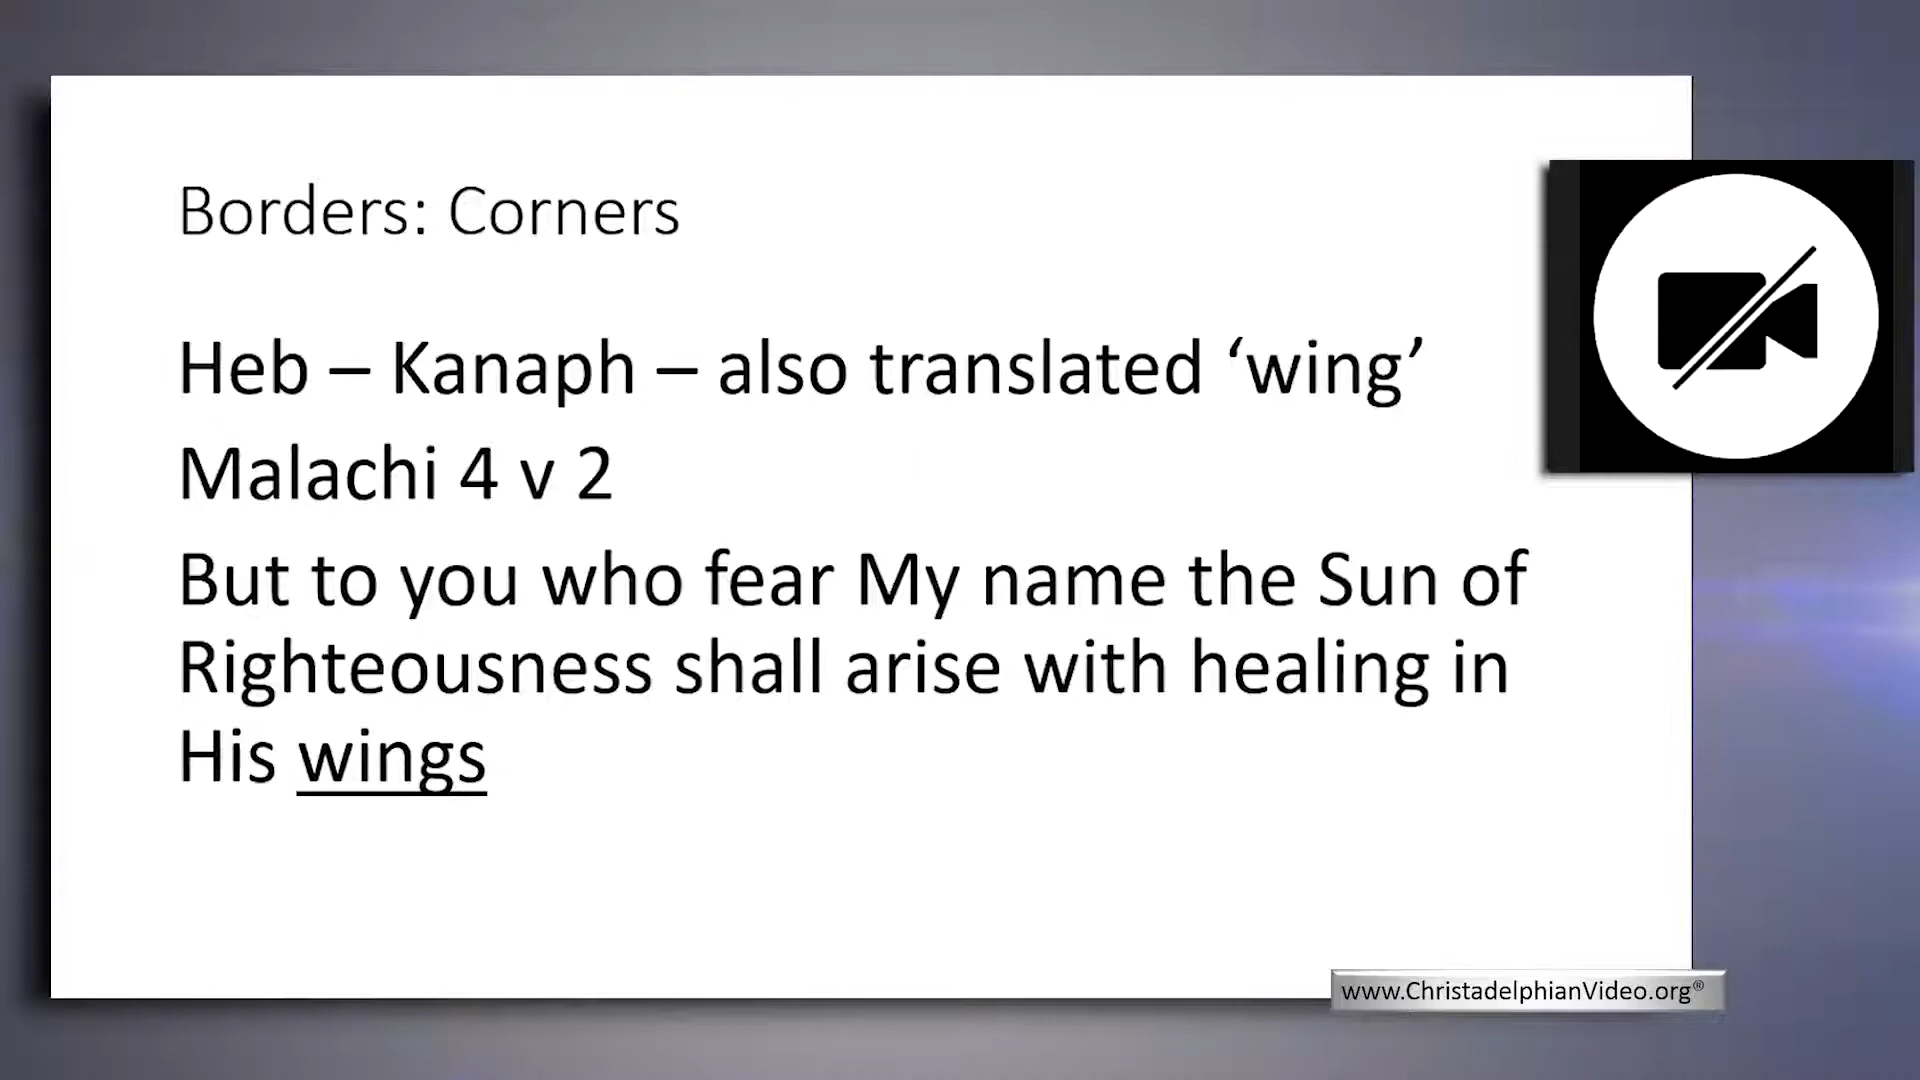 Borders: Corners
Heb – Kanaph – also translated ‘wing’
Malachi 4 v 2
But to you who fear My name the Sun of
Righteousness shall arise with healing in
His wings
www.ChristadelphianVideo.org®